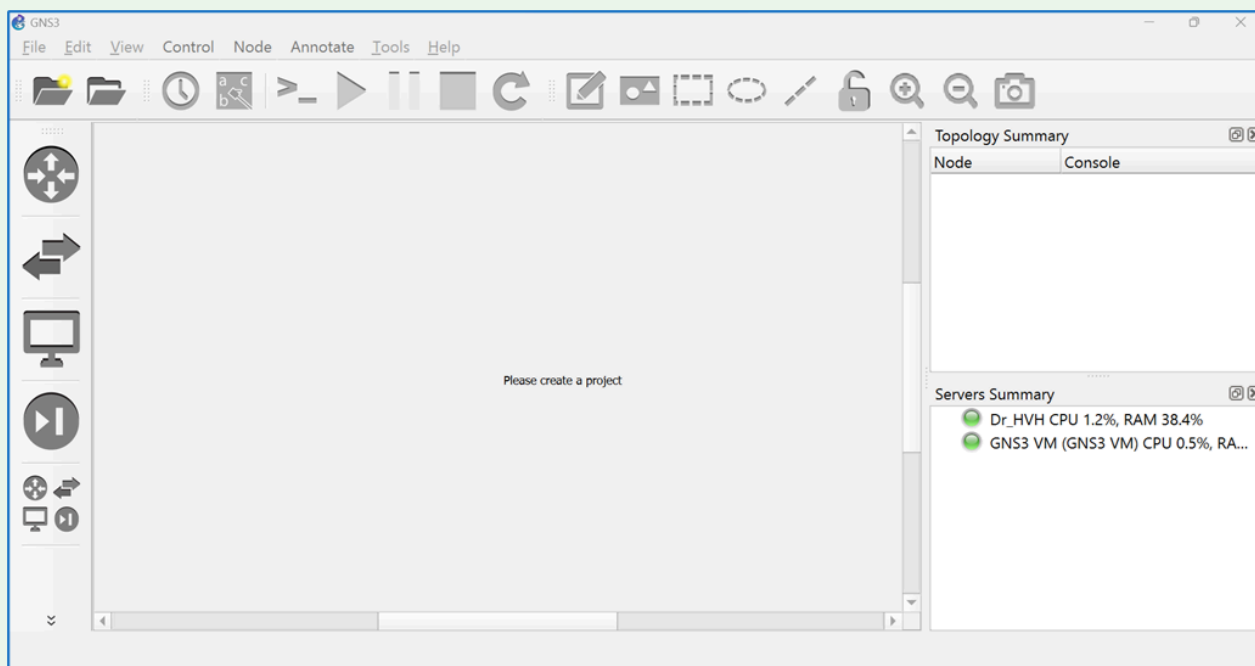 GNS3
File Edit View Control Node Annotate Tools Help
a c
b
Topology Summary
Node Console
Please create a project
Servers Summary
Dr_HVH CPU 1.2%, RAM 38.4%
GNS3 VM (GNS3 VM) CPU 0.5%, RA...